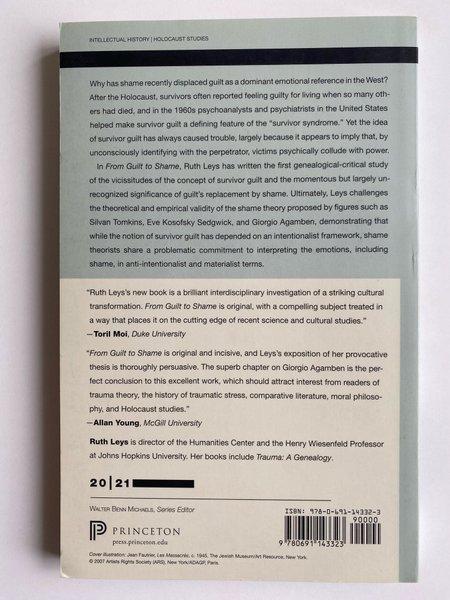 INTELLECTUAL HISTORY | HOLOCAUST STUDIES
Why has shame recently displaced guilt as a dominant emotional reference in the West?
After the Holocaust, survivors often reported feeling guilty for living when so many oth-
ers had died, and in the 1960s psychoanalysts and psychiatrists in the United States
helped make survivor guilt a defining feature of the “survivor syndrome.” Yet the idea
of survivor guilt has always caused trouble, largely because it appears to imply that, by
unconsciously identifying with the perpetrator, victims psychically collude with power.
In From Guilt to Shame, Ruth Leys has written the first genealogical-critical study
of the vicissitudes of the concept of survivor guilt and the momentous but largely un-
recognized significance of guilt’s replacement by shame. Ultimately, Leys challenges
the theoretical and empirical validity of the shame theory proposed by figures such as
Silvan Tomkins, Eve Kosofsky Sedgwick, and Giorgio Agamben, demonstrating that
while the notion of survivor guilt has depended on an intentionalist framework, shame
theorists share a problematic commitment to interpreting the emotions, including
shame, in anti-intentionalist and materialist terms.
“Ruth Leys’s new book is a brilliant interdisciplinary investigation of a striking cultural
transformation. From Guilt to Shame is original, with a compelling subject treated in
a way that places it on the cutting edge of recent science and cultural studies.”
—Toril Moi, Duke University
“From Guilt to Shame is original and incisive, and Leys’s exposition of her provocative
thesis is thoroughly persuasive. The superb chapter on Giorgio Agamben is the per-
fect conclusion to this excellent work, which should attract interest from readers of
trauma theory, the history of traumatic stress, comparative literature, moral philoso-
phy, and Holocaust studies.”
—Allan Young, McGill University
Ruth Leys is director of the Humanities Center and the Henry Wiesenfeld Professor
at Johns Hopkins University. Her books include Trauma: A Genealogy.
20|21
WALTER BENN MICHAELS, Series Editor
PRINCETON
press.princeton.edu
ISBN: 978-0-691-14332-3
90000
9 780691 143323
Cover illustration: Jean Fautrier, Les Massacrés, c. 1945. The Jewish Museum/Art Resource, New York.
© 2007 Artists Rights Society (ARS), New York/ADAGP, Paris.